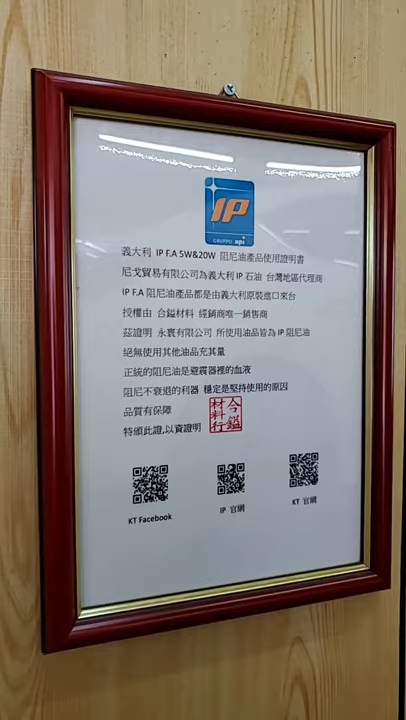 IP
GRUPPO api
義大利 IP F.A 5W&20W 阻尼油產品使用證明書
尼戈貿易有限公司為義大利IP石油 台灣地區代理商
IP F.A 阻尼油產品都是由義大利原裝進口來台
授權由 合鎰材料 經銷商唯一銷售商
茲證明 永寰有限公司 所使用油品皆為IP阻尼油
絕無使用其他油品充其量
正統的阻尼油是避震器裡的血液
阻尼不衰退的利器 穩定是堅持使用的原因
品質有保障
特頒此證,以資證明
合鎰材料行
KT Facebook
IP 官網
KT 官網